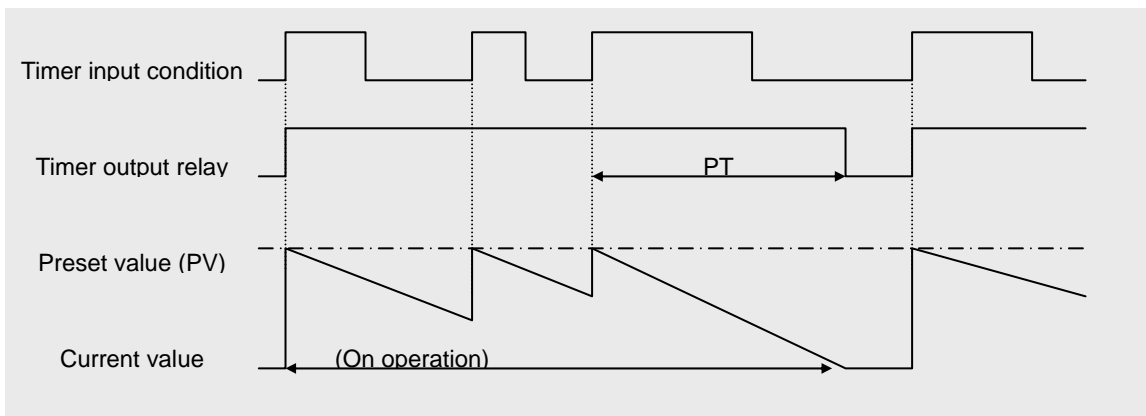 Timer input condition
Timer output relay
PT
Preset value (PV)
Current value
(On operation)